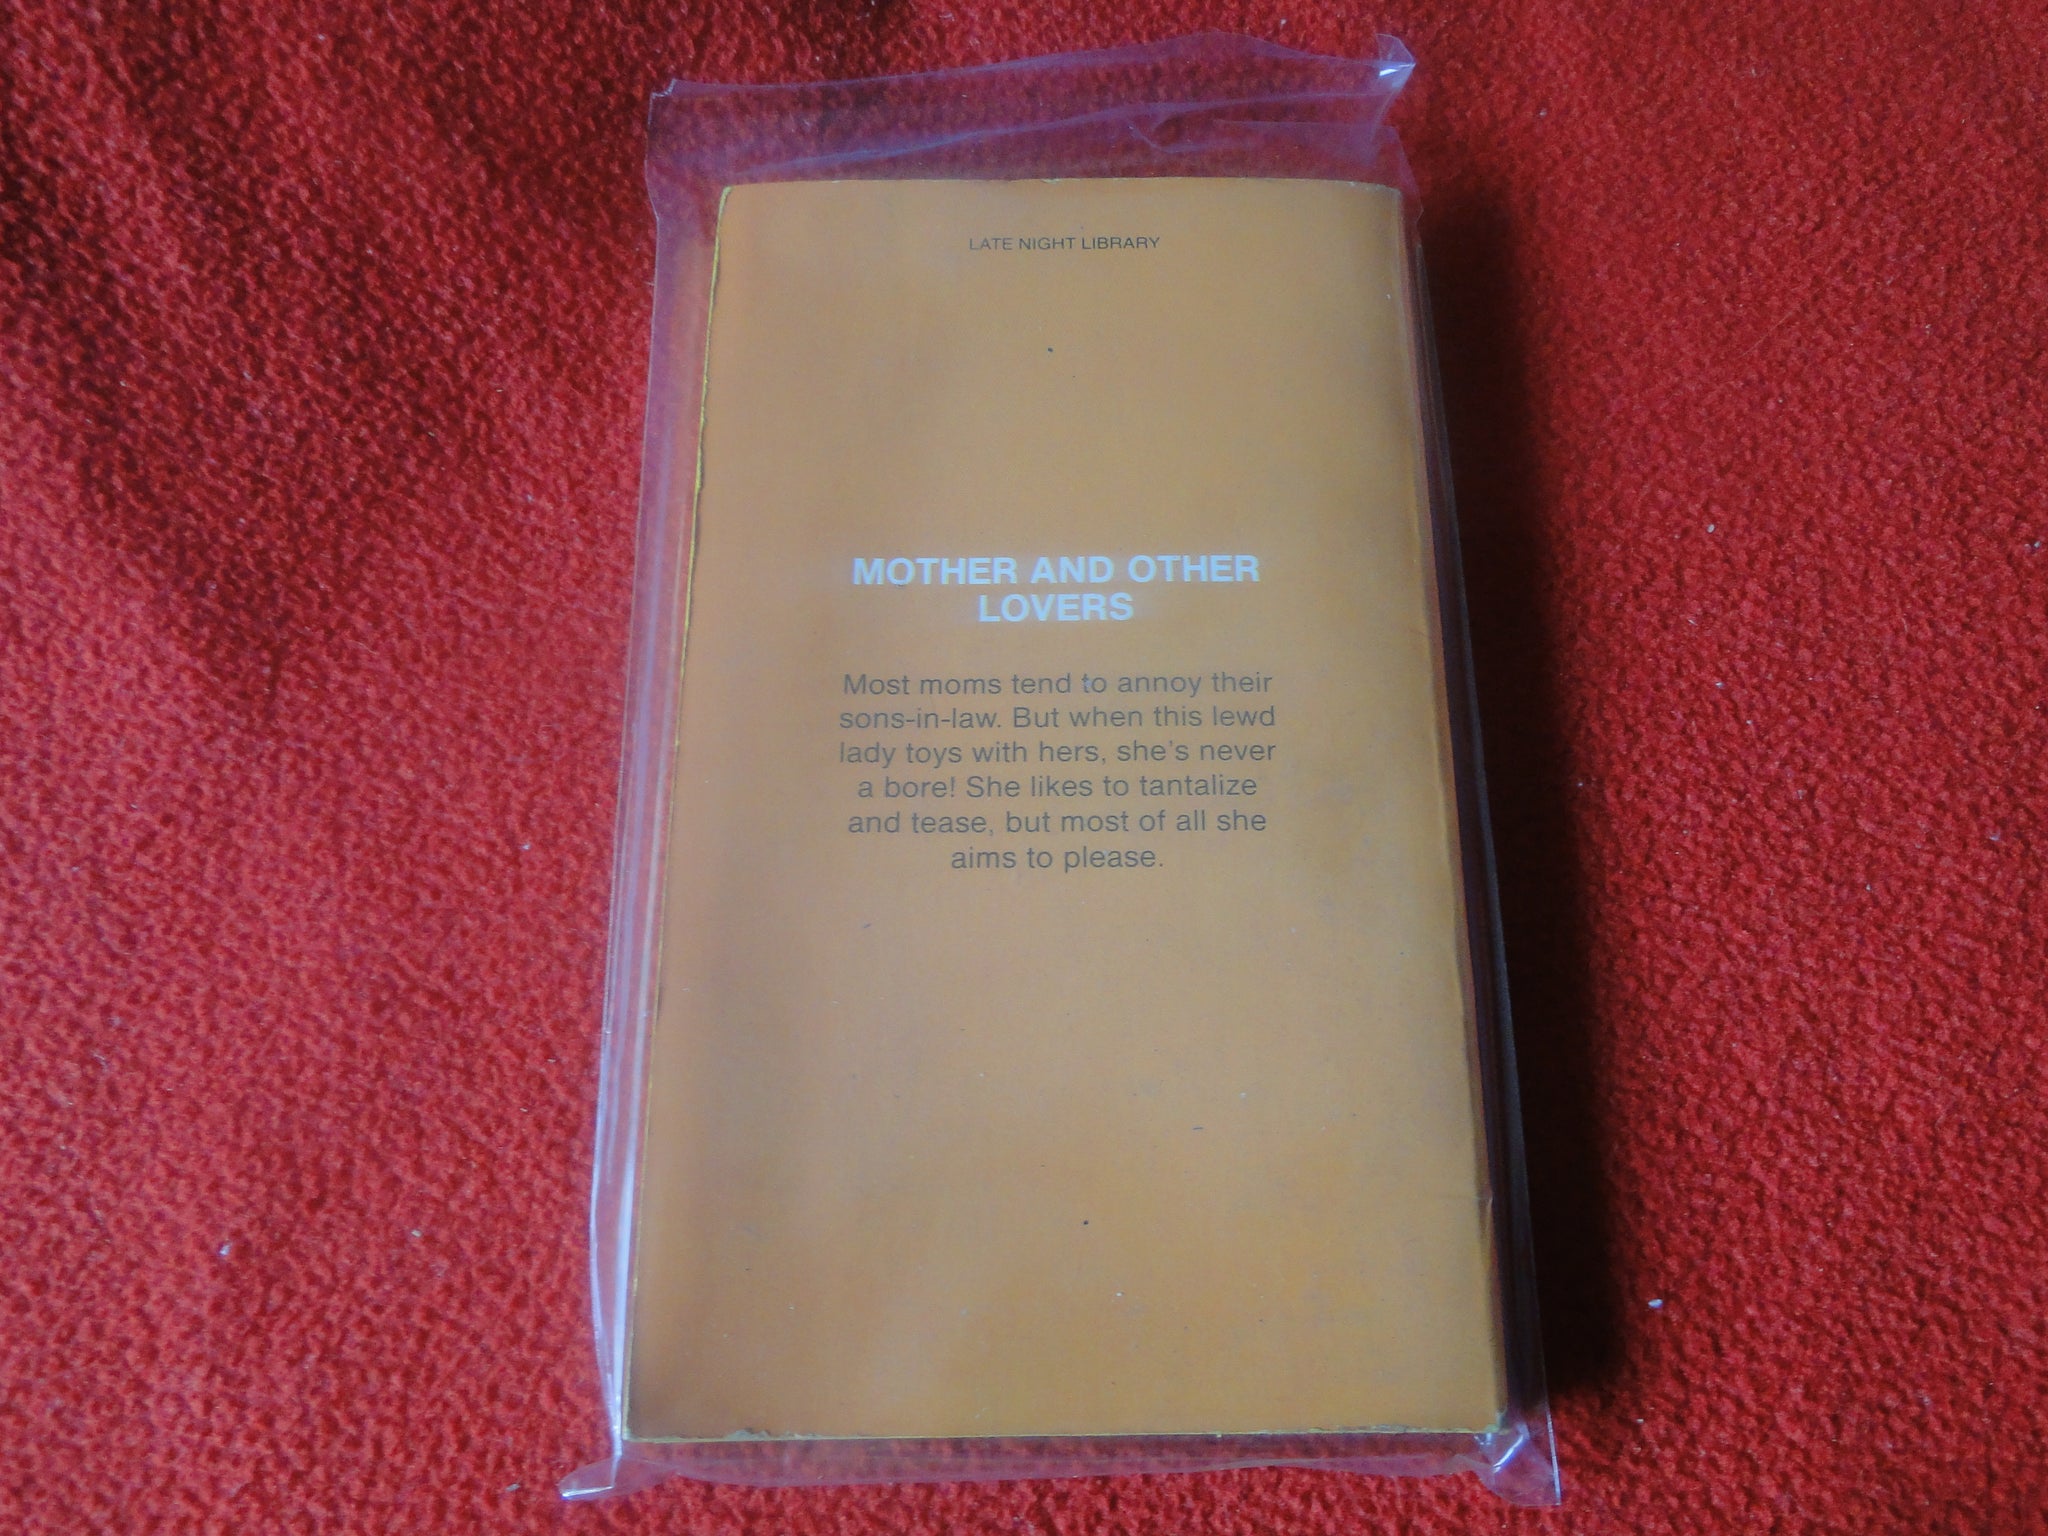 LATE NIGHT LIBRARY
MOTHER AND OTHER
LOVERS
Most moms tend to annoy their
sons-in-law. But when this lewd
lady toys with hers, she's never
a bore! She likes to tantalize
and tease, but most of all she
aims to please.